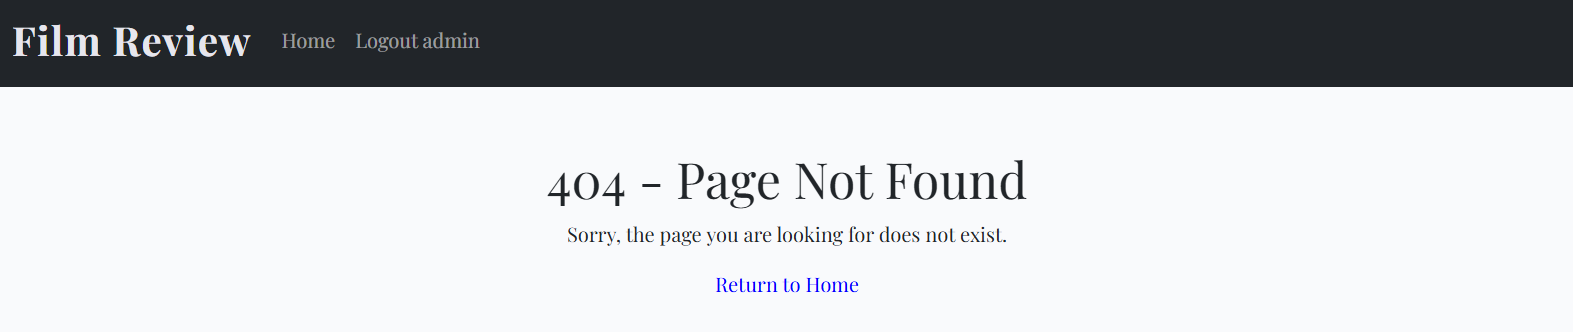 Film Review Home Logout admin
404 - Page Not Found
Sorry, the page you are looking for does not exist.
Return to Home